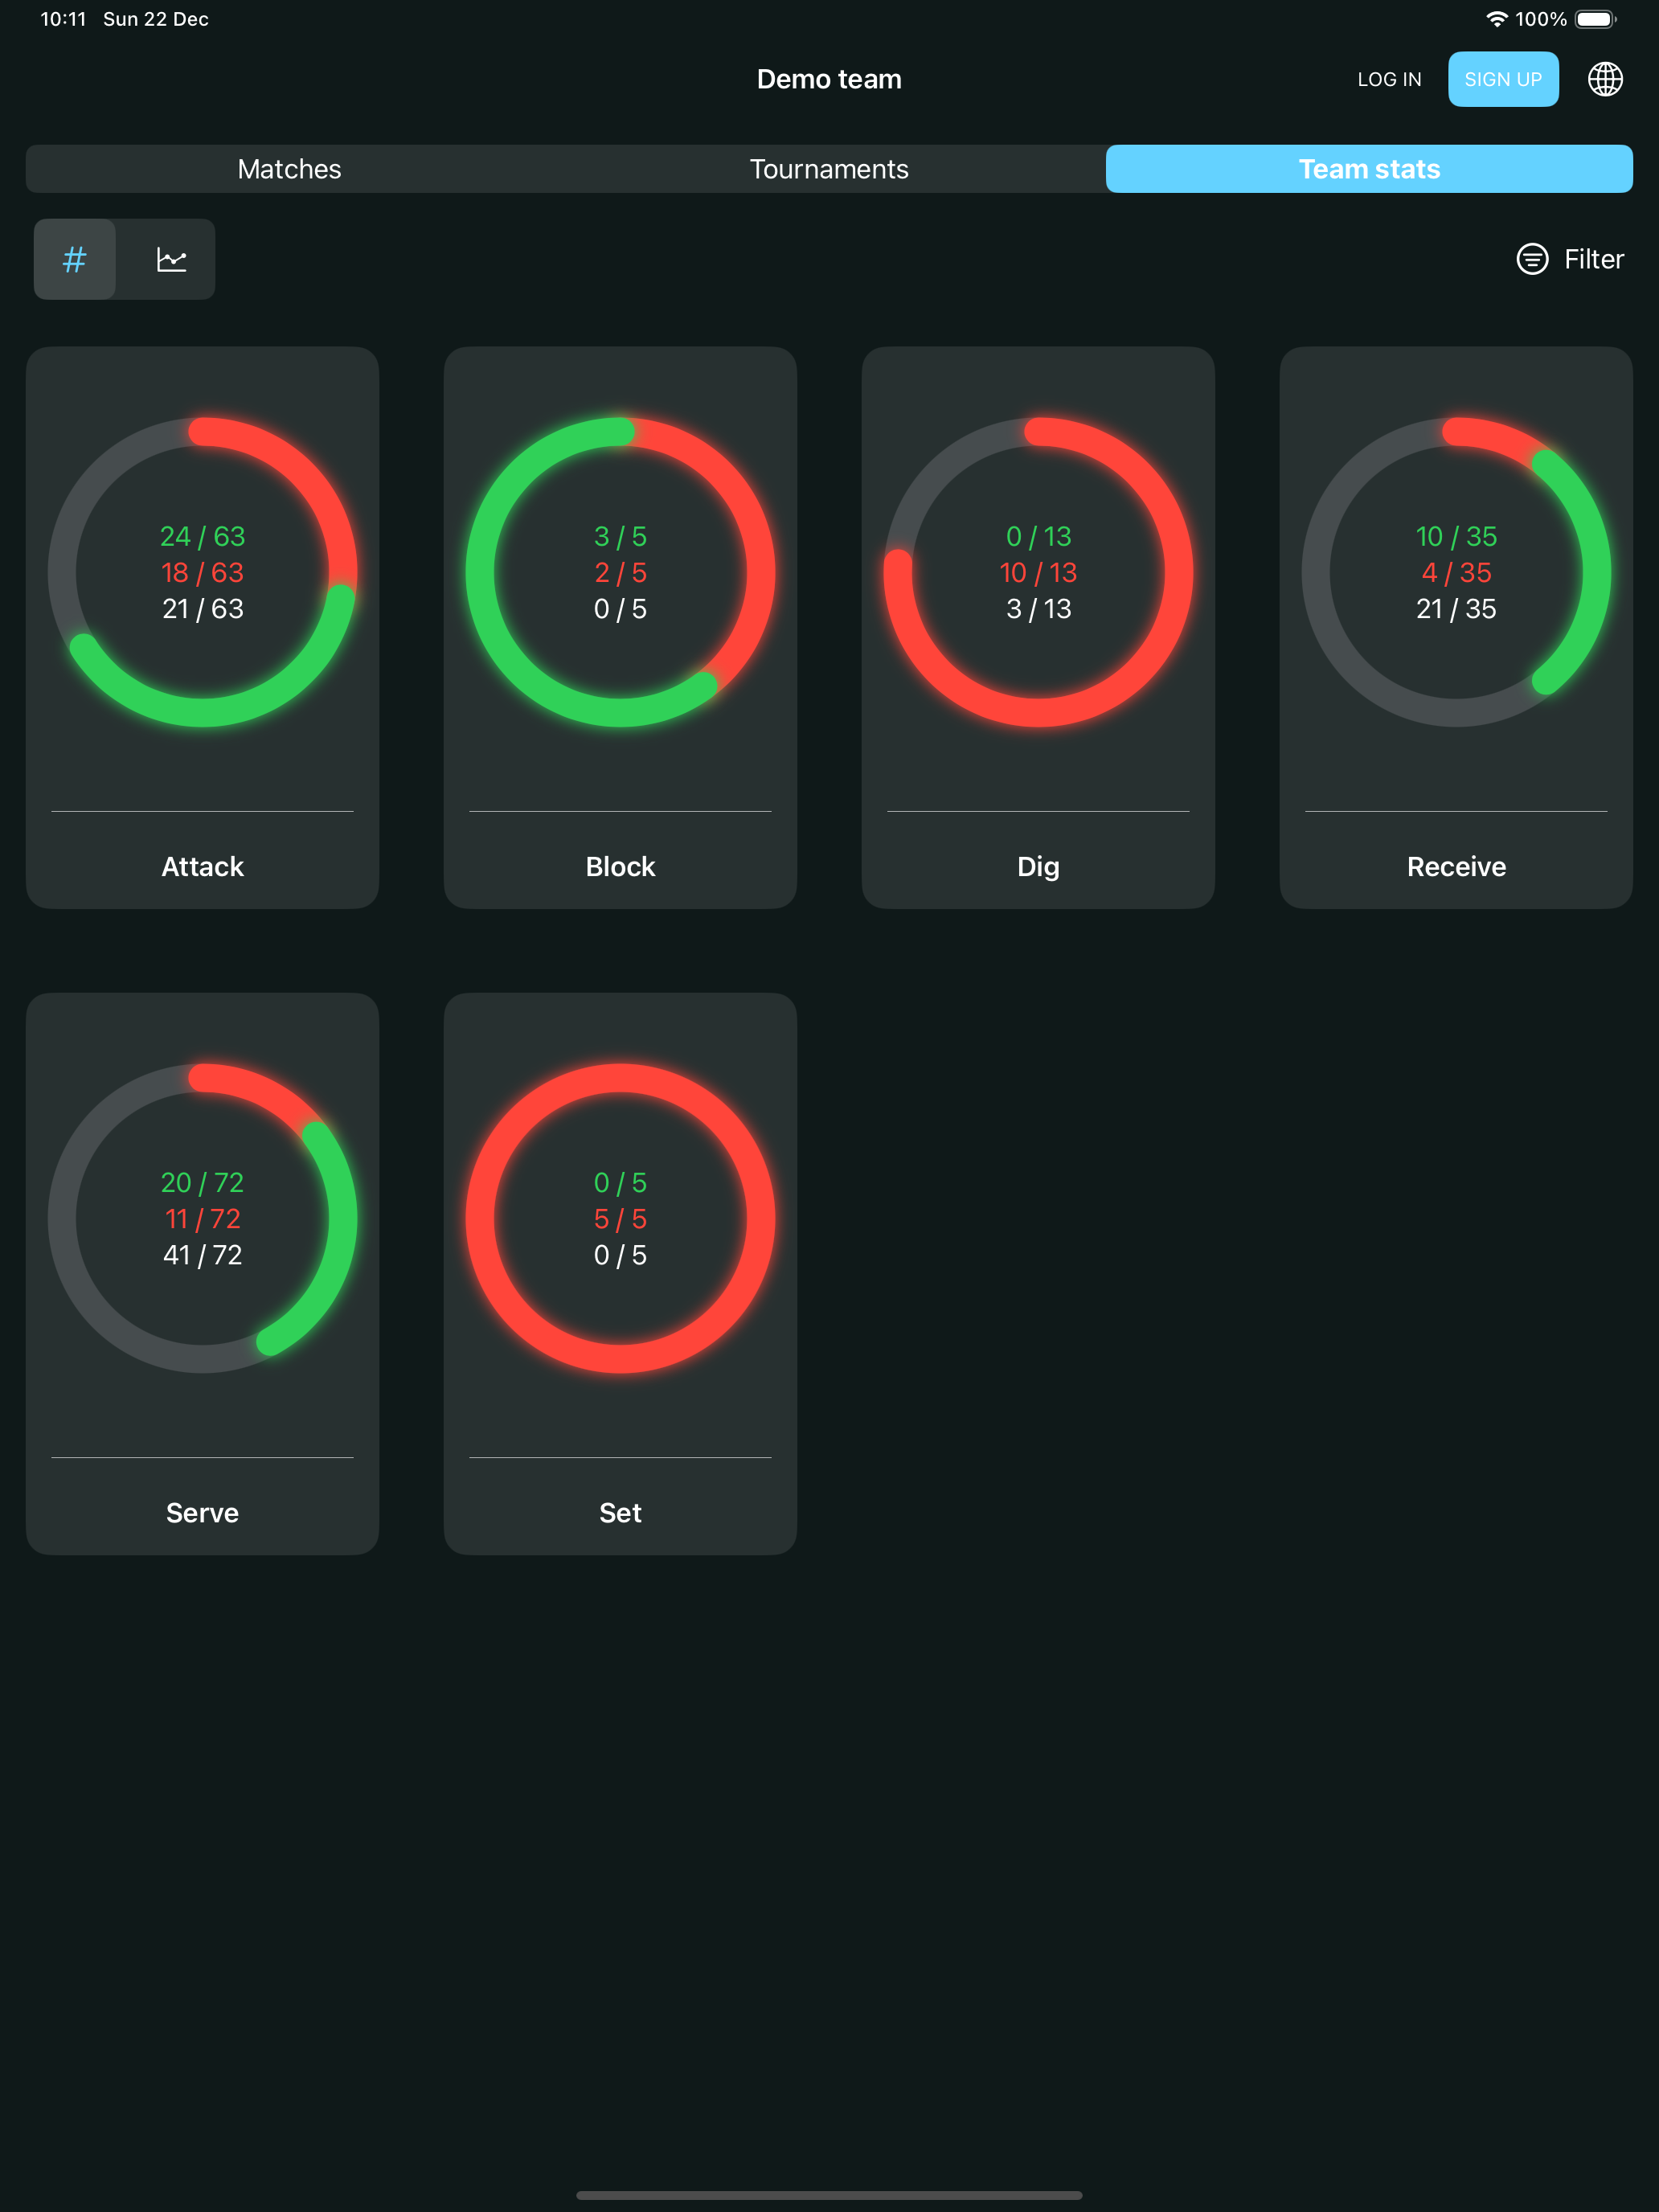 10:11 Sun 22 Dec 100%
Demo team LOG IN SIGN UP
Matches Tournaments Team stats
# Filter
24 / 63
18 / 63
21 / 63
Attack
3 / 5
2 / 5
0 / 5
Block
0 / 13
10 / 13
3 / 13
Dig
10 / 35
4 / 35
21 / 35
Receive
20 / 72
11 / 72
41 / 72
Serve
0 / 5
5 / 5
0 / 5
Set